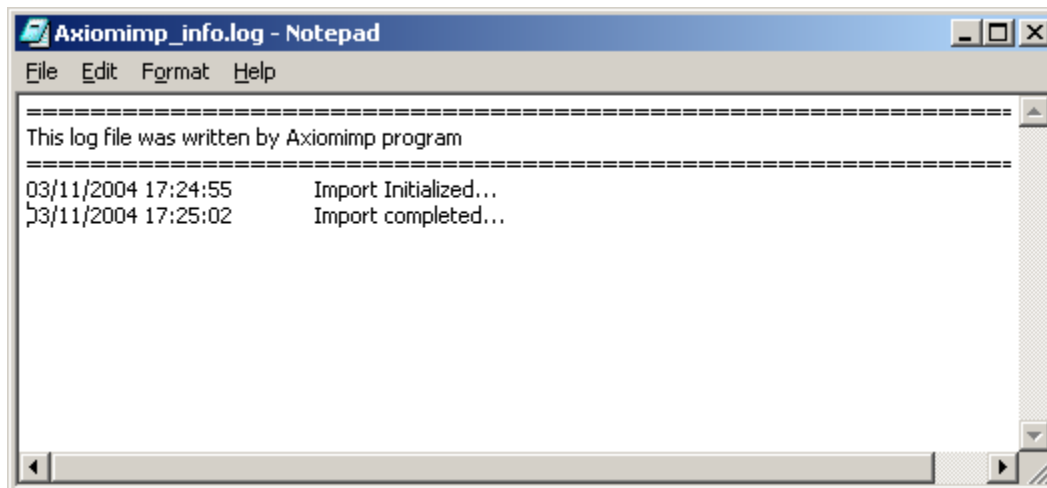 Axiomimp_info.log - Notepad
File Edit Format Help
==================================================================
This log file was written by Axiomimp program
==================================================================
03/11/2004 17:24:55 Import Initialized...
03/11/2004 17:25:02 Import completed...